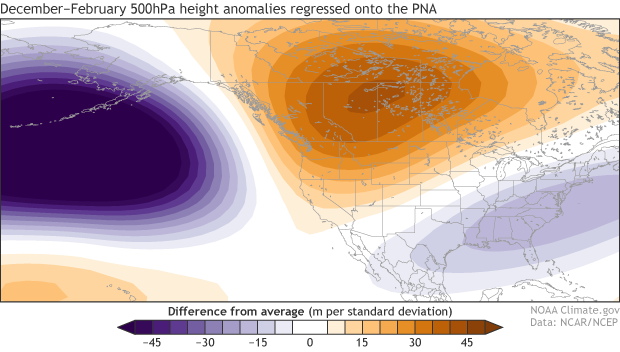 December–February 500hPa height anomalies regressed onto the PNA
Difference from average (m per standard deviation)
-45 -30 -15 0 15 30 45
NOAA Climate.gov
Data: NCAR/NCEP